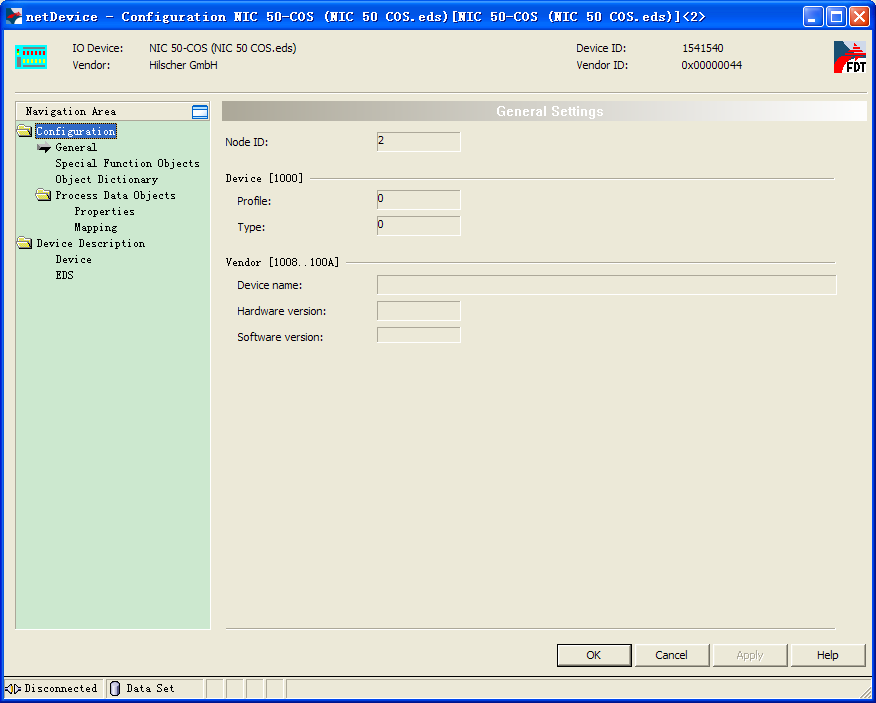 netDevice - Configuration NIC 50-COS (NIC 50 COS.eds)[NIC 50-COS (NIC 50 COS.eds)]<2>
IO Device: NIC 50-COS (NIC 50 COS.eds) Device ID: 1541540
Vendor: Hilscher GmbH Vendor ID: 0x00000044
FDT
Navigation Area
Configuration
General
Special Function Objects
Object Dictionary
Process Data Objects
Properties
Mapping
Device Description
Device
EDS
General Settings
Node ID: 2
Device [1000]
Profile: 0
Type: 0
Vendor [1008..100A]
Device name:
Hardware version:
Software version:
OK Cancel Apply Help
Disconnected Data Set